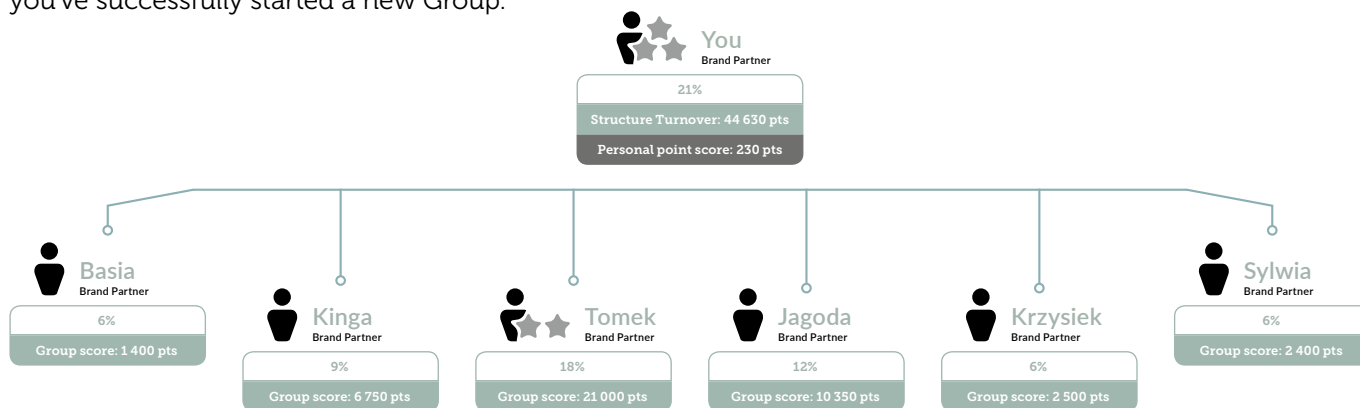 you've successfully started a new Group.
You
Brand Partner
21%
Structure Turnover: 44 630 pts
Personal point score: 230 pts
Basia
Brand Partner
6%
Group score: 1 400 pts
Kinga
Brand Partner
9%
Group score: 6 750 pts
Tomek
Brand Partner
18%
Group score: 21 000 pts
Jagoda
Brand Partner
12%
Group score: 10 350 pts
Krzysiek
Brand Partner
6%
Group score: 2 500 pts
Sylwia
Brand Partner
6%
Group score: 2 400 pts